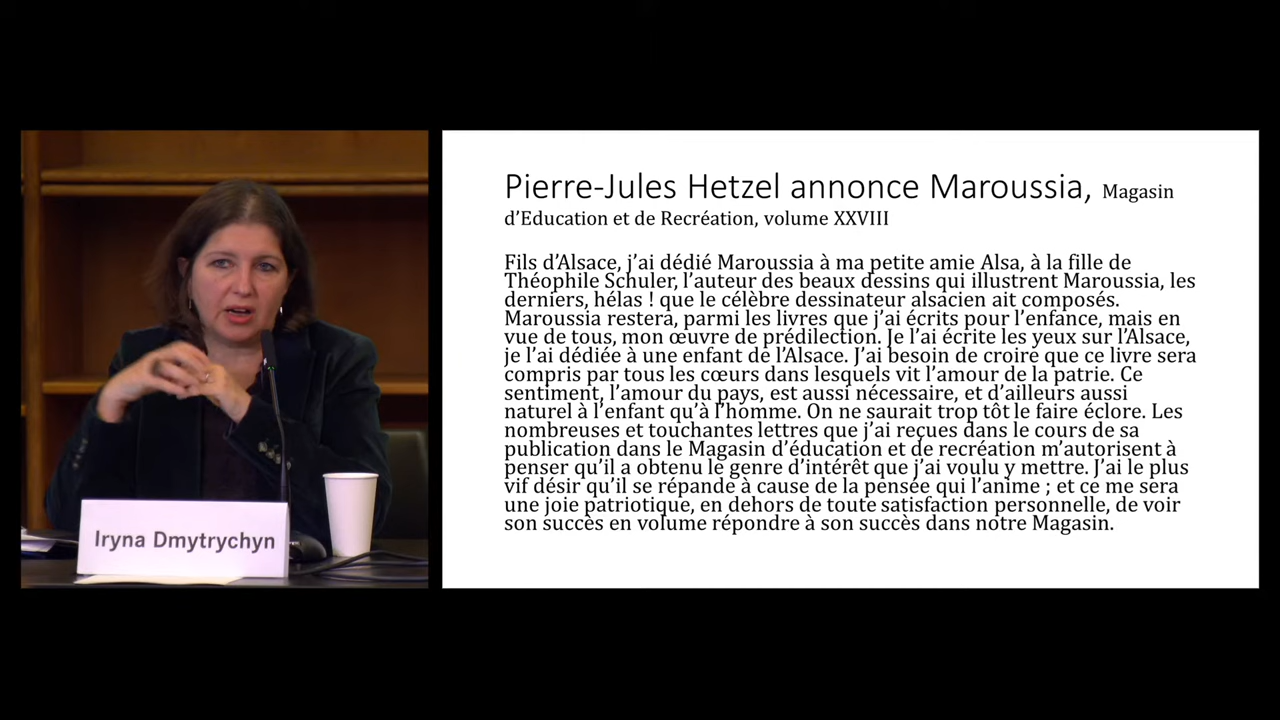 Iryna Dmytrychyn
Pierre-Jules Hetzel annonce Maroussia, Magasin
d’Education et de Recréation, volume XXVIII
Fils d’Alsace, j’ai dédié Maroussia à ma petite amie Alsa, à la fille de
Théophile Schuler, l’auteur des beaux dessins qui illustrent Maroussia, les
derniers, hélas ! que le célèbre dessinateur alsacien ait composés.
Maroussia restera, parmi les livres que j’ai écrits pour l’enfance, mais en
vue de tous, mon œuvre de prédilection. Je l’ai écrite les yeux sur l’Alsace,
je l’ai dédiée à une enfant de l’Alsace. J’ai besoin de croire que ce livre sera
compris par tous les cœurs dans lesquels vit l’amour de la patrie. Ce
sentiment, l’amour du pays, est aussi nécessaire, et d’ailleurs aussi
naturel à l’enfant qu’à l’homme. On ne saurait trop tôt le faire éclore. Les
nombreuses et touchantes lettres que j’ai reçues dans le cours de sa
publication dans le Magasin d’éducation et de recréation m’autorisent à
penser qu’il a obtenu le genre d’intérêt que j’ai voulu y mettre. J’ai le plus
vif désir qu’il se répande à cause de la pensée qui l’anime ; et ce me sera
une joie patriotique, en dehors de toute satisfaction personnelle, de voir
son succès en volume répondre à son succès dans notre Magasin.